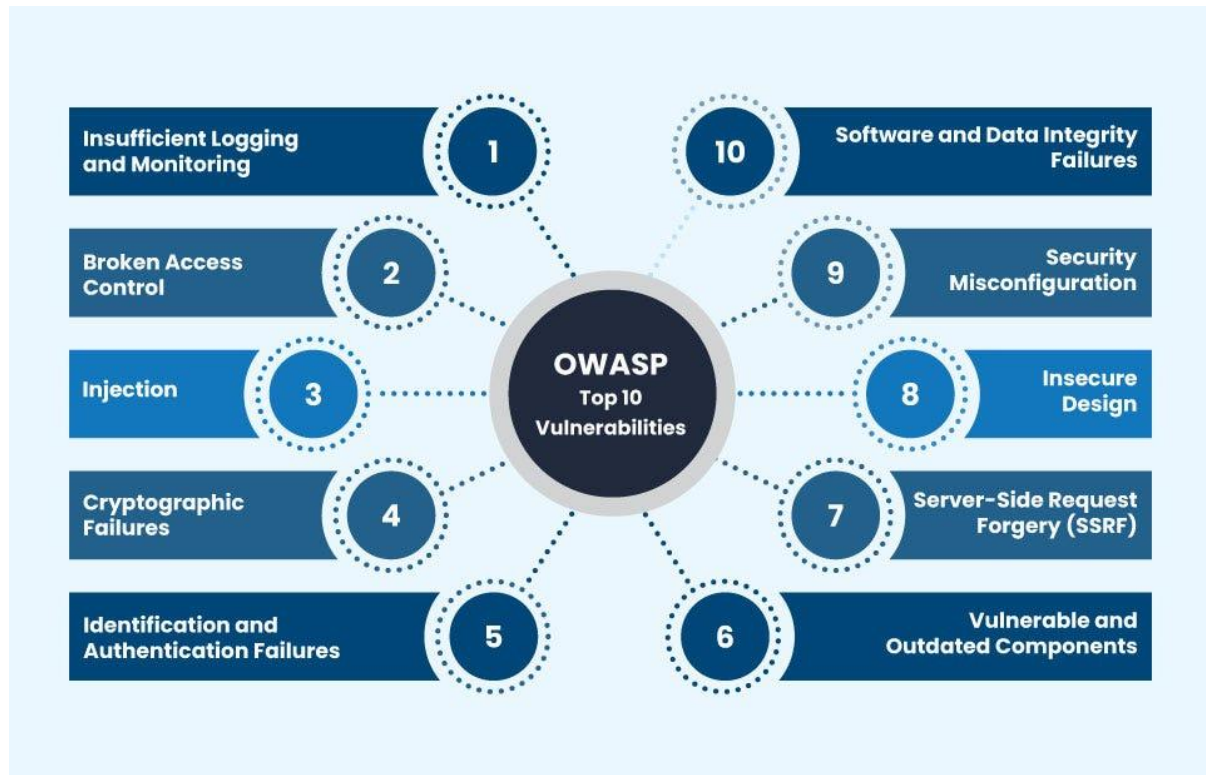 Insufficient Logging
and Monitoring
1
Broken Access
Control
2
Injection
3
Cryptographic
Failures
4
Identification and
Authentication Failures
5
OWASP
Top 10
Vulnerabilities
10
Software and Data Integrity
Failures
9
Security
Misconfiguration
8
Insecure
Design
7
Server-Side Request
Forgery (SSRF)
6
Vulnerable and
Outdated Components